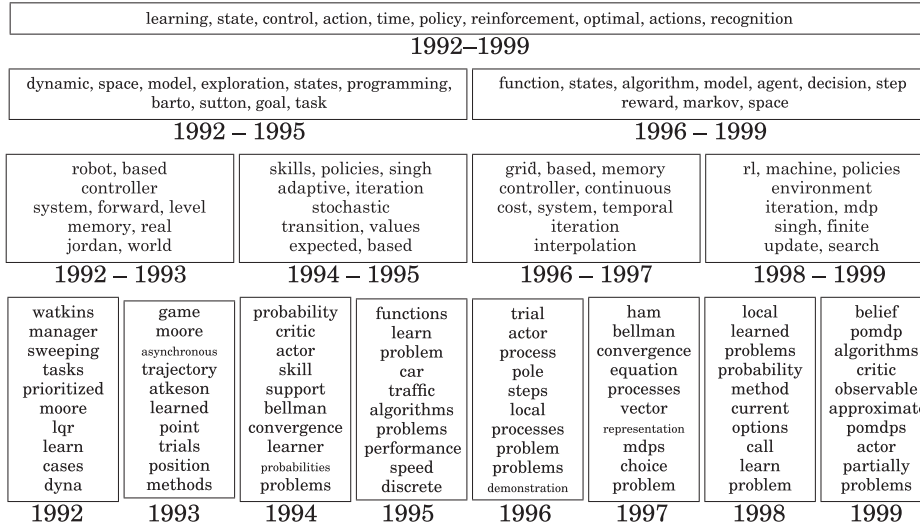 learning, state, control, action, time, policy, reinforcement, optimal, actions, recognition
1992–1999
dynamic, space, model, exploration, states, programming,
barto, sutton, goal, task
1992 – 1995
function, states, algorithm, model, agent, decision, step
reward, markov, space
1996 – 1999
robot, based
controller
system, forward, level
memory, real
jordan, world
1992 – 1993
skills, policies, singh
adaptive, iteration
stochastic
transition, values
expected, based
1994 – 1995
grid, based, memory
controller, continuous
cost, system, temporal
iteration
interpolation
1996 – 1997
rl, machine, policies
environment
iteration, mdp
singh, finite
update, search
1998 – 1999
watkins
manager
sweeping
tasks
prioritized
moore
lqr
learn
cases
dyna
1992
game
moore
asynchronous
trajectory
atkeson
learned
point
trials
position
methods
1993
probability
critic
actor
skill
support
bellman
convergence
learner
probabilities
problems
1994
functions
learn
problem
car
traffic
algorithms
problems
performance
speed
discrete
1995
trial
actor
process
pole
steps
local
processes
problem
problems
demonstration
1996
ham
bellman
convergence
equation
processes
vector
representation
mdps
choice
problem
1997
local
learned
problems
probability
method
current
options
call
learn
problem
1998
belief
pomdp
algorithms
critic
observable
approximate
pomdps
actor
partially
problems
1999